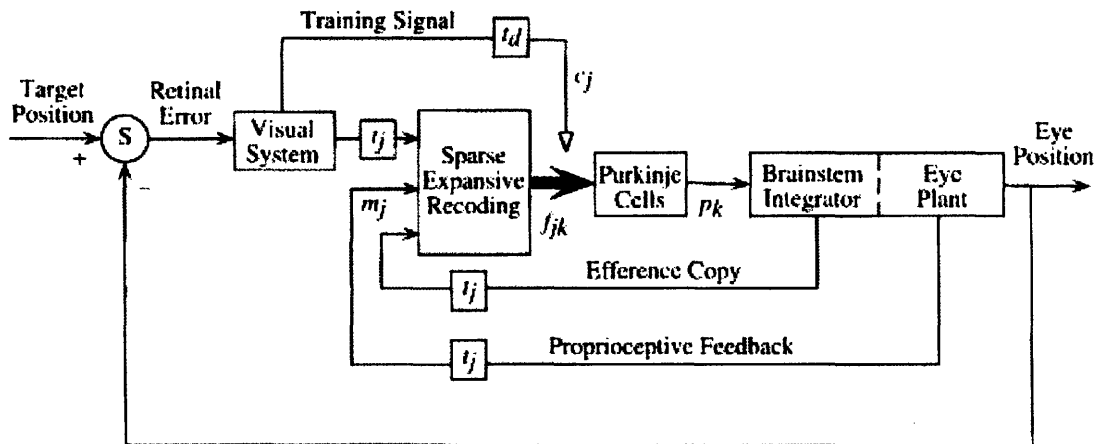 Training Signal
t_d
c_j
Target
Position
+
S
–
Retinal
Error
Visual
System
t_j
Sparse
Expansive
Recoding
m_j
f_jk
Purkinje
Cells
p_k
Brainstem
Integrator
Eye
Plant
Eye
Position
Efference Copy
t_j
Proprioceptive Feedback
t_j